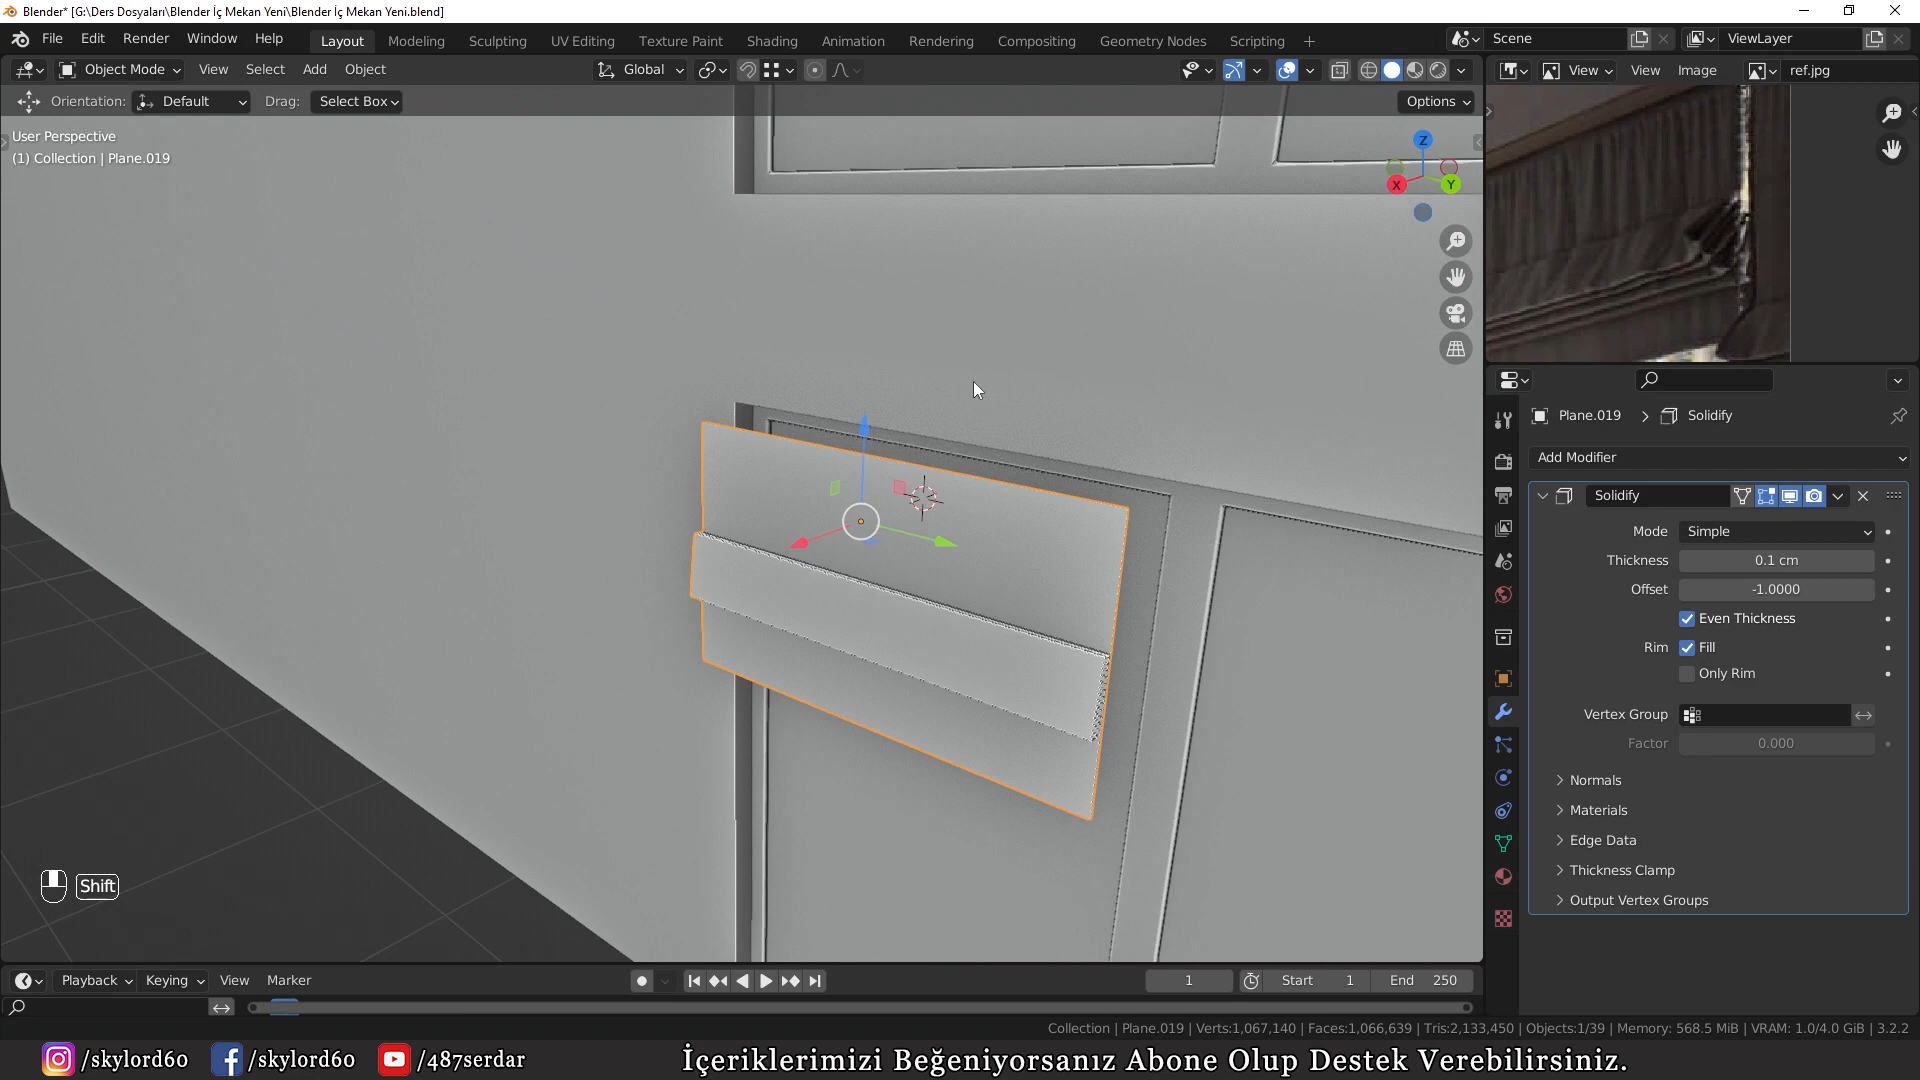 Blender* [G:\Ders Dosyaları\Blender İç Mekan Yeni\Blender İç Mekan Yeni.blend]
File Edit Render Window Help
Layout Modeling Sculpting UV Editing Texture Paint Shading Animation Rendering Compositing Geometry Nodes Scripting
Scene
ViewLayer
Object Mode View Select Add Object
Global
View View Image ref.jpg
Orientation: Default Drag: Select Box
Options
User Perspective
(1) Collection | Plane.019
Z
X
Y
Plane.019 Solidify
Add Modifier
Solidify
Mode Simple
Thickness 0.1 cm
Offset -1.0000
Even Thickness
Rim Fill
Only Rim
Vertex Group
Factor 0.000
Normals
Materials
Edge Data
Thickness Clamp
Output Vertex Groups
Shift
Playback Keying View Marker
1
Start 1
End 250
Collection | Plane.019 | Verts:1,067,140 | Faces:1,066,639 | Tris:2,133,450 | Objects:1/39 | Memory: 568.5 MiB | VRAM: 1.0/4.0 GiB | 3.2.2
/skylord60 /skylord60 /487serdar İçeriklerimizi Beğeniyorsanız Abone Olup Destek Verebilirsiniz.